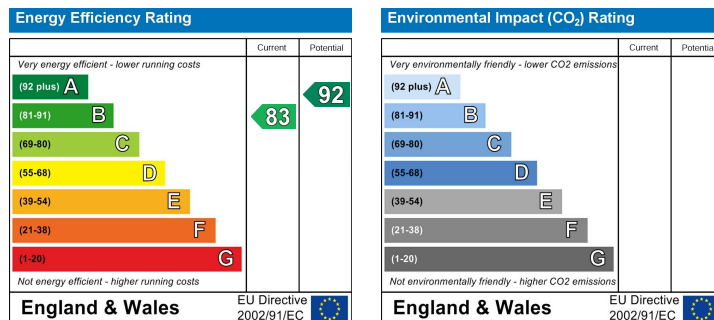 Energy Efficiency Rating
Current Potential
Very energy efficient - lower running costs
(92 plus) A
(81-91) B
(69-80) C
(55-68) D
(39-54) E
(21-38) F
(1-20) G
83
92
Not energy efficient - higher running costs
England & Wales
EU Directive
2002/91/EC
Environmental Impact (CO₂) Rating
Current Potential
Very environmentally friendly - lower CO2 emissions
(92 plus) A
(81-91) B
(69-80) C
(55-68) D
(39-54) E
(21-38) F
(1-20) G
Not environmentally friendly - higher CO2 emissions
England & Wales
EU Directive
2002/91/EC